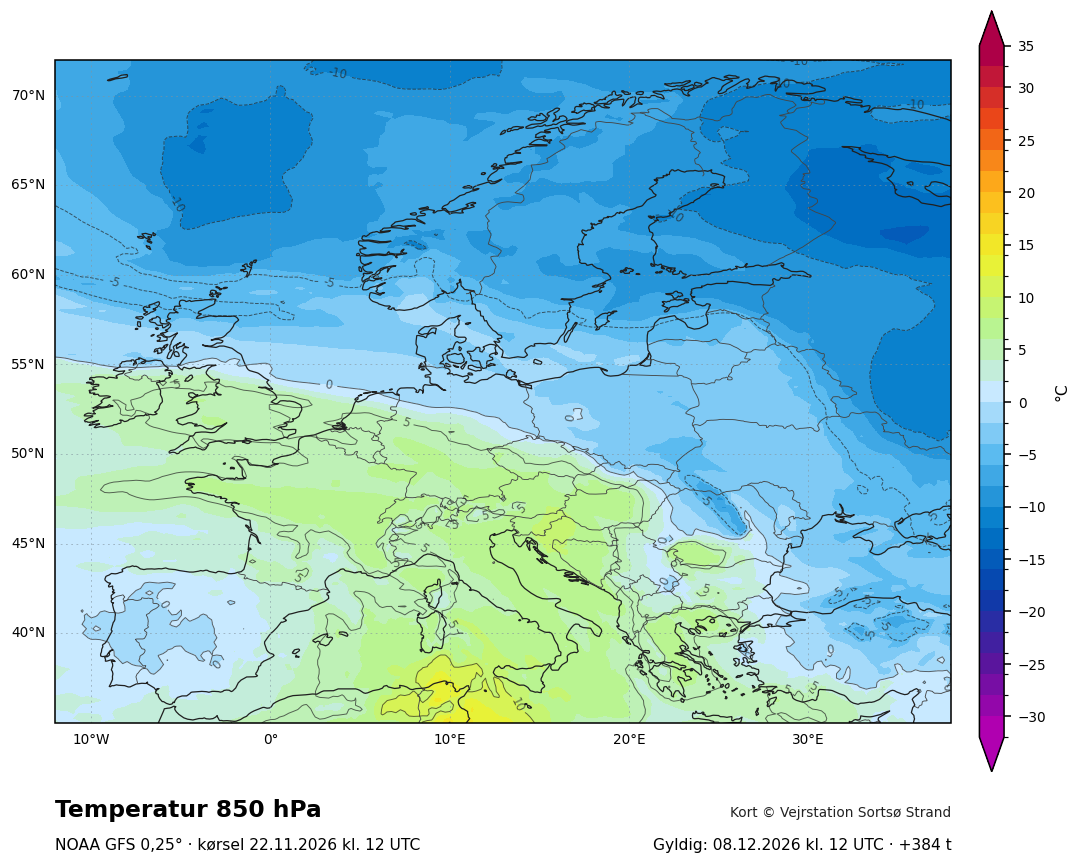 70°N
65°N
60°N
55°N
50°N
45°N
40°N
10°W
0°
10°E
20°E
30°E
35
30
25
20
15
10
5
0
−5
−10
−15
−20
−25
−30
°C
Temperatur 850 hPa
Kort © Vejrstation Sortsø Strand
NOAA GFS 0,25° · kørsel 22.11.2026 kl. 12 UTC
Gyldig: 08.12.2026 kl. 12 UTC · +384 t